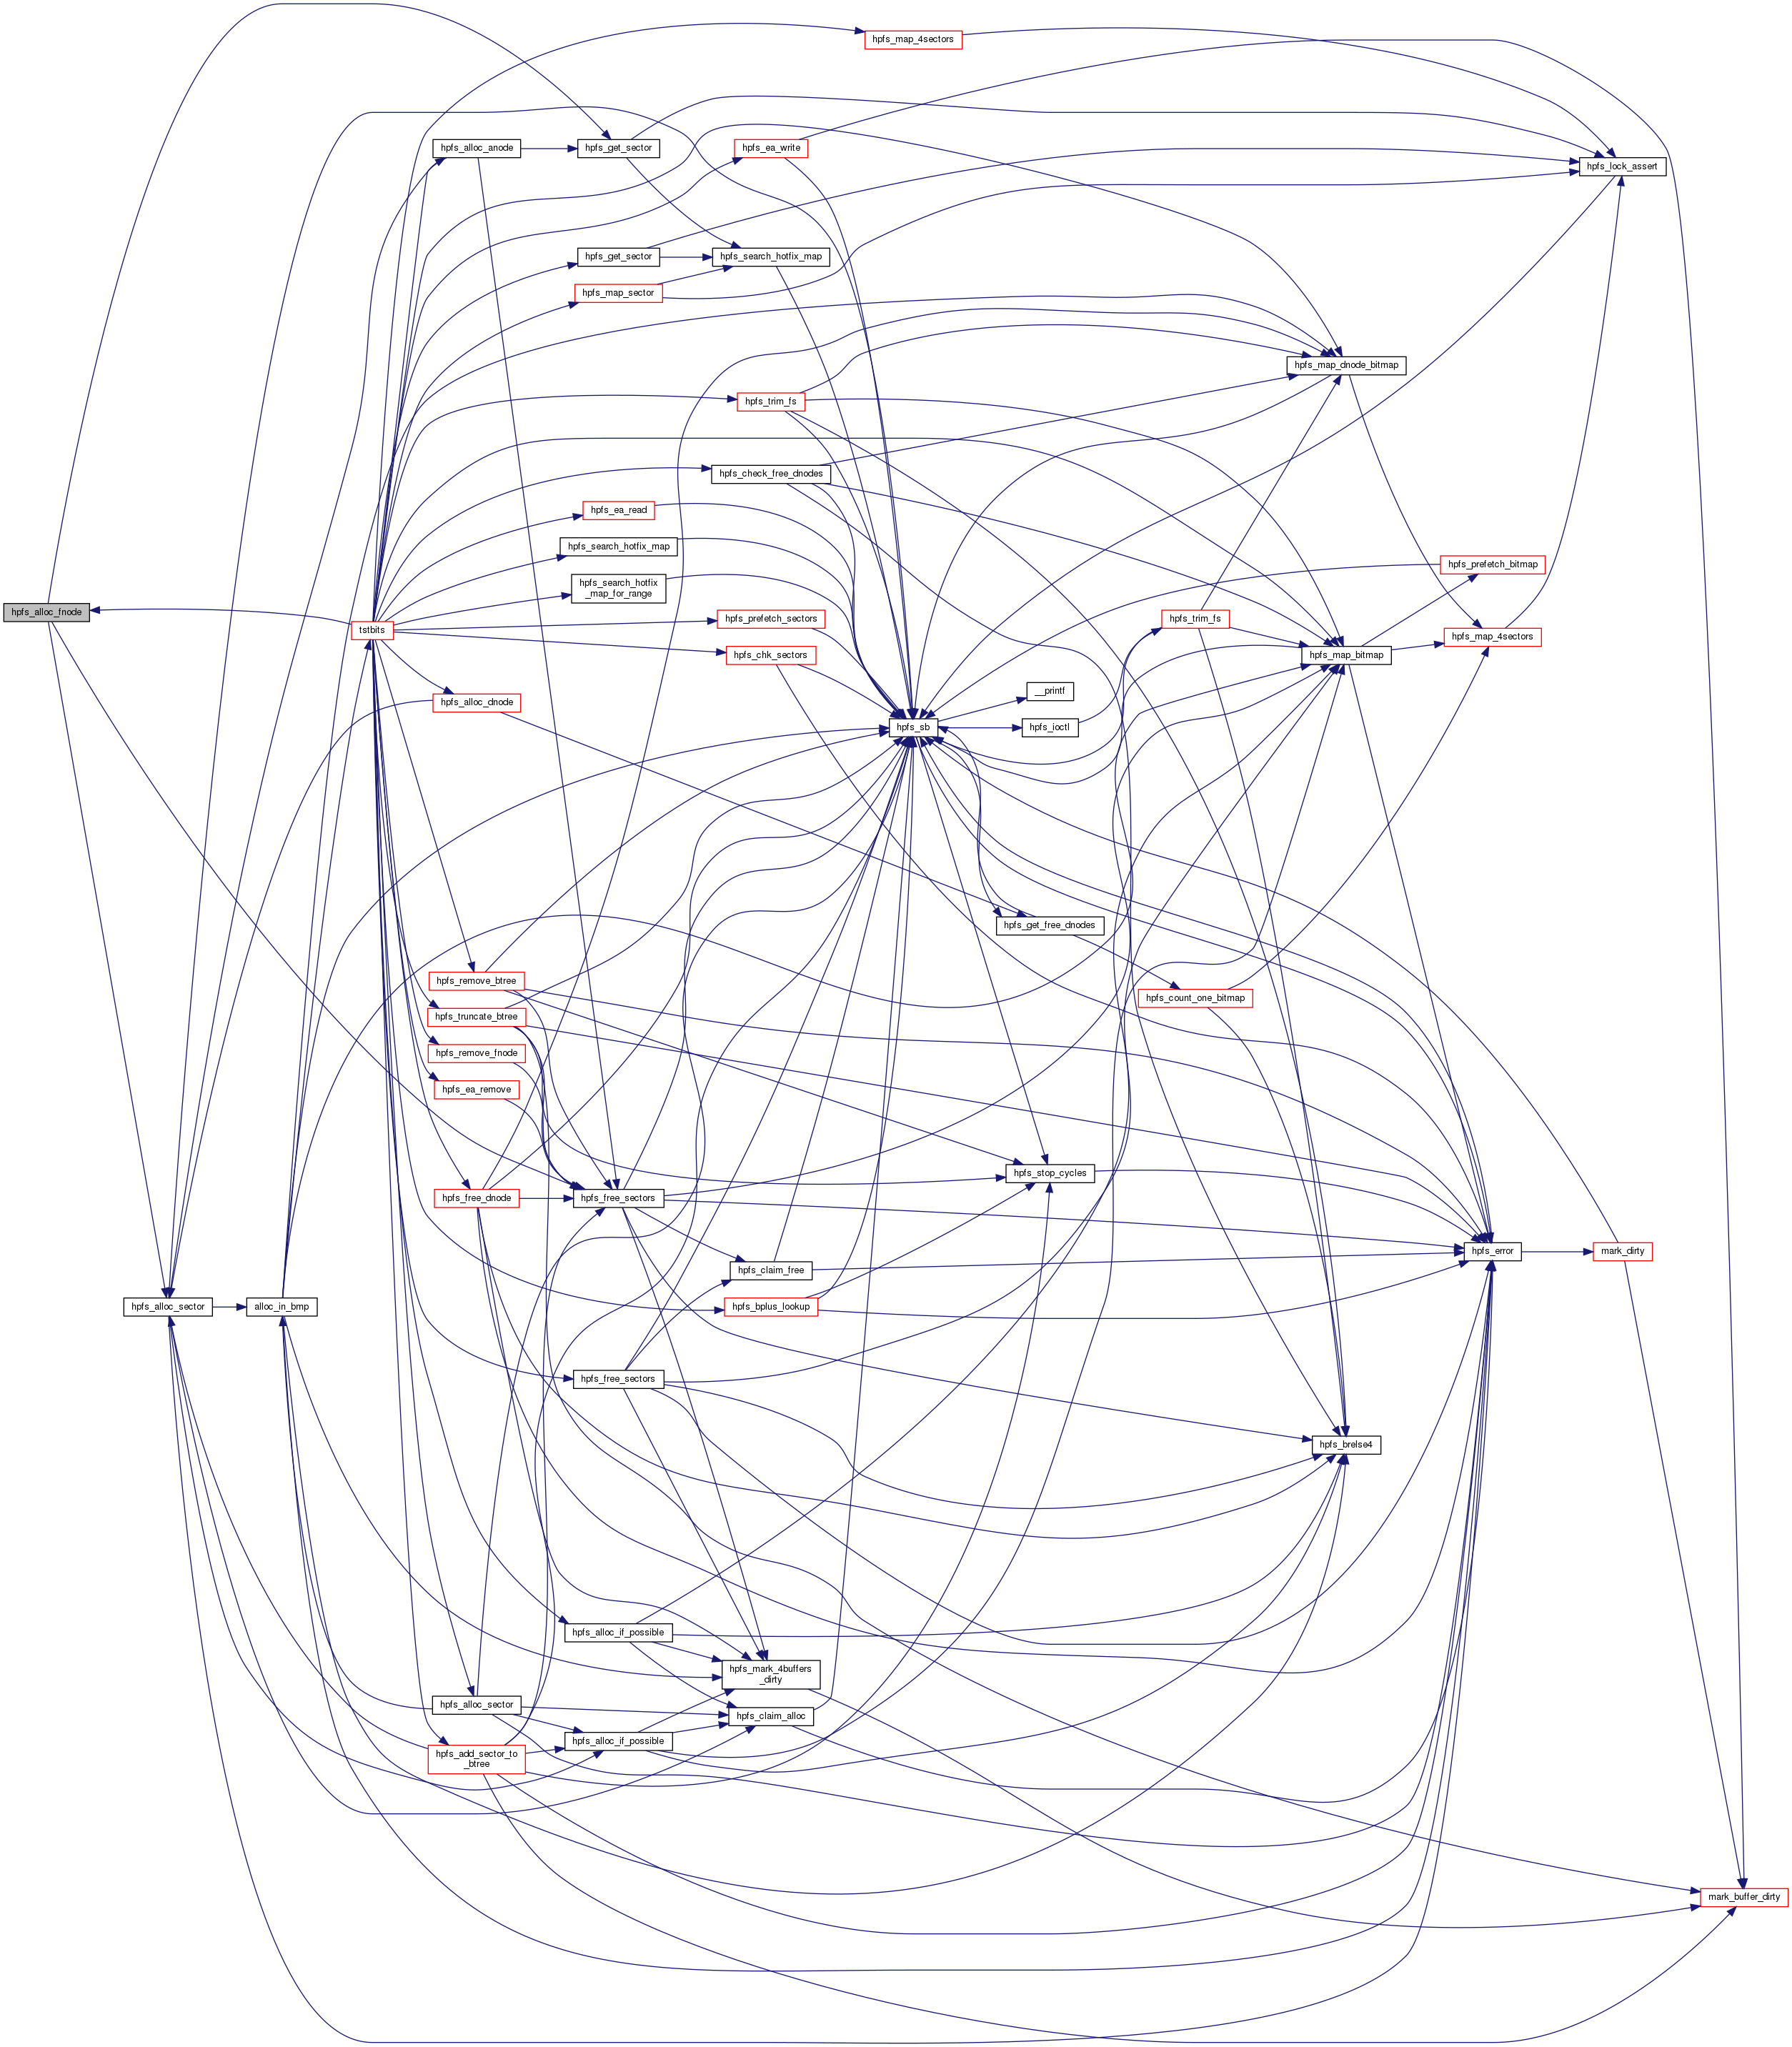 hpfs_map_4sectors
hpfs_alloc_anode
hpfs_get_sector
hpfs_ea_write
hpfs_lock_assert
hpfs_get_sector
hpfs_search_hotfix_map
hpfs_map_sector
hpfs_map_dnode_bitmap
hpfs_trim_fs
hpfs_check_free_dnodes
hpfs_ea_read
hpfs_search_hotfix_map
hpfs_prefetch_bitmap
hpfs_search_hotfix
_map_for_range
hpfs_alloc_fnode
tstbits
hpfs_prefetch_sectors
hpfs_trim_fs
hpfs_map_4sectors
hpfs_chk_sectors
hpfs_map_bitmap
__printf
hpfs_alloc_dnode
hpfs_sb
hpfs_ioctl
hpfs_get_free_dnodes
hpfs_remove_btree
hpfs_count_one_bitmap
hpfs_truncate_btree
hpfs_remove_fnode
hpfs_ea_remove
hpfs_stop_cycles
hpfs_free_dnode
hpfs_free_sectors
hpfs_error
mark_dirty
hpfs_claim_free
hpfs_alloc_sector
alloc_in_bmp
hpfs_bplus_lookup
hpfs_free_sectors
hpfs_brelse4
hpfs_alloc_if_possible
hpfs_mark_4buffers
_dirty
hpfs_alloc_sector
hpfs_claim_alloc
hpfs_alloc_if_possible
hpfs_add_sector_to
_btree
mark_buffer_dirty